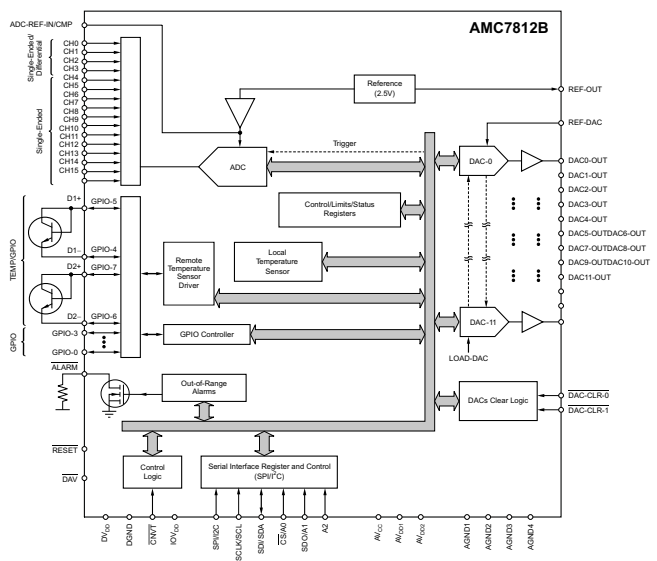 AMC7812B
ADC-REF-IN/CMP
Single-Ended/
Differential
CH0
CH1
CH2
CH3
Single-Ended
CH4
CH5
CH6
CH7
CH8
CH9
CH10
CH11
CH12
CH13
CH14
CH15
Reference
(2.5V)
REF-OUT
REF-DAC
Trigger
ADC
DAC-0
DAC0-OUT
DAC1-OUT
DAC2-OUT
DAC3-OUT
DAC4-OUT
DAC5-OUTDAC6-OUT
DAC7-OUTDAC8-OUT
DAC9-OUTDAC10-OUT
DAC11-OUT
Control/Limits/Status
Registers
TEMP/GPIO
D1+
GPIO-5
D1–
GPIO-4
D2+
GPIO-7
D2–
GPIO-6
Remote
Temperature
Sensor
Driver
Local
Temperature
Sensor
GPIO
GPIO-3
GPIO-0
GPIO Controller
DAC-11
LOAD-DAC
ALARM
Out-of-Range
Alarms
DACs Clear Logic
DAC-CLR-0
DAC-CLR-1
RESET
DAV
Control
Logic
Serial Interface Register and Control
(SPI/I²C)
DVDD
DGND
CNVT
IOVDD
SPI/I2C
SCLK/SCL
SDI/SDA
CS/A0
SDO/A1
A2
AVCC
AVDD1
AVDD2
AGND1
AGND2
AGND3
AGND4